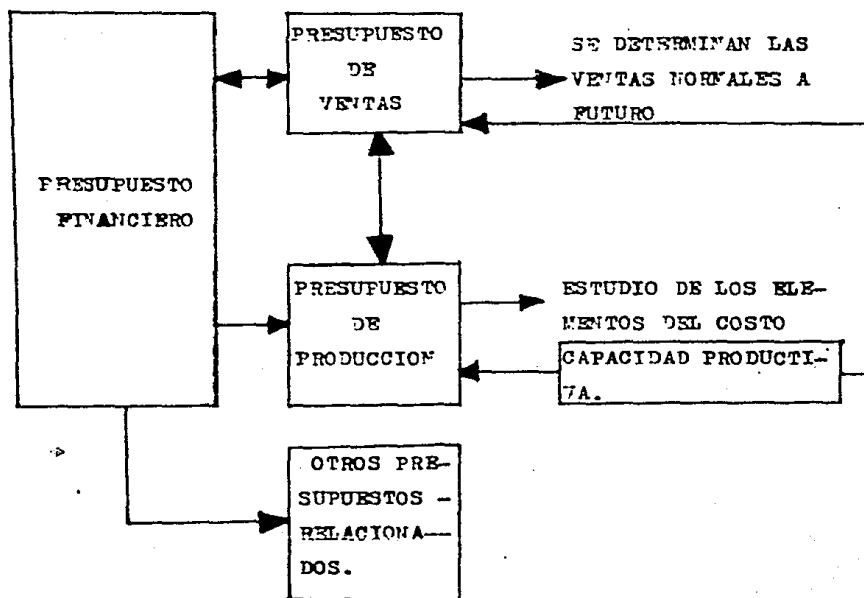 PRESUPUESTO
FINANCIERO
PRESUPUESTO
DE
VENTAS
SE DETERMINAN LAS
VENTAS NORMALES A
FUTURO
PRESUPUESTO
DE
PRODUCCION
ESTUDIO DE LOS ELE-
MENTOS DEL COSTO
CAPACIDAD PRODUCTI-
VA.
OTROS PRE-
SUPUESTOS -
RELACIONA--
DOS.